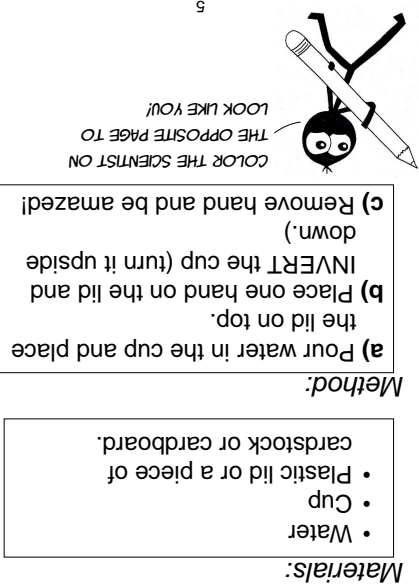 Materials:
• Water
• Cup
• Plastic lid or a piece of
cardstock or cardboard.
Method:
a) Pour water in the cup and place
the lid on top.
b) Place one hand on the lid and
INVERT the cup (turn it upside
down.)
c) Remove hand and be amazed!
COLOR THE SCIENTIST ON
THE OPPOSITE PAGE TO
LOOK LIKE YOU!
5